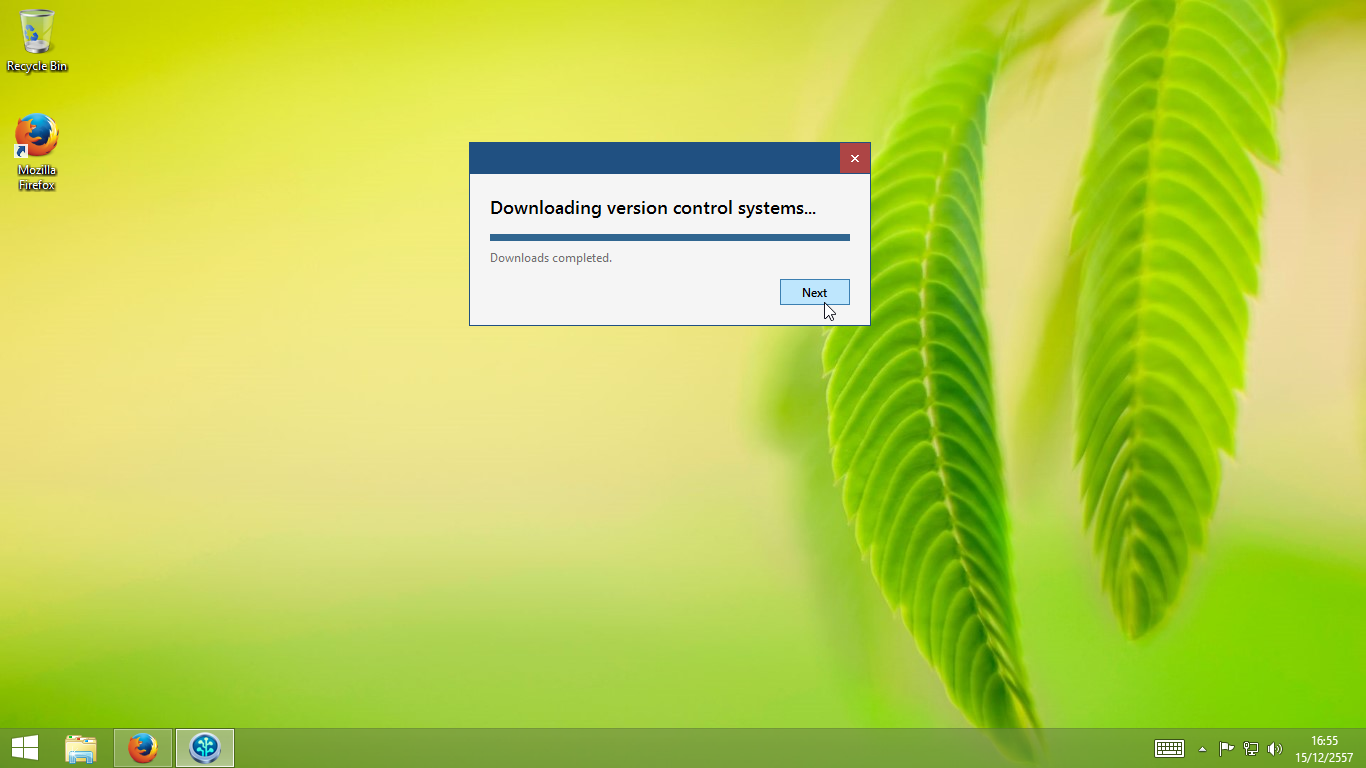 Recycle Bin
Mozilla
Firefox
Downloading version control systems...
Downloads completed.
Next
16:55
15/12/2557